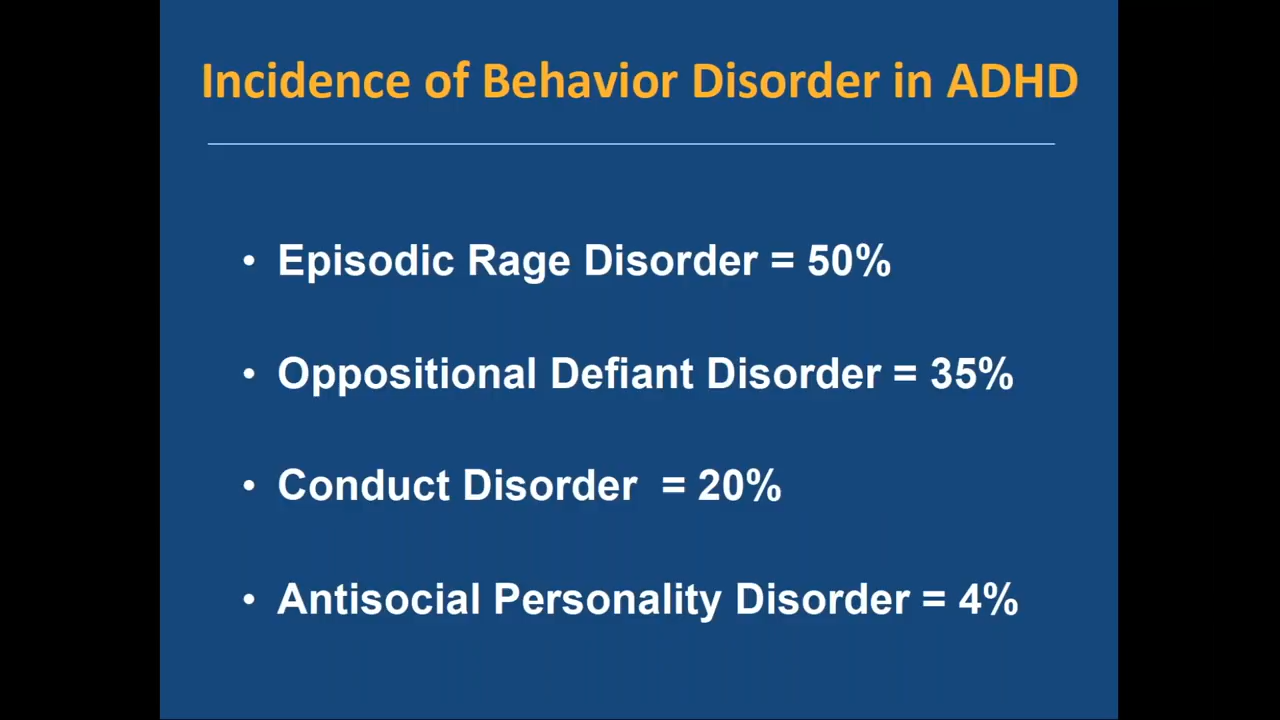 Incidence of Behavior Disorder in ADHD
• Episodic Rage Disorder = 50%
• Oppositional Defiant Disorder = 35%
• Conduct Disorder  = 20%
• Antisocial Personality Disorder = 4%